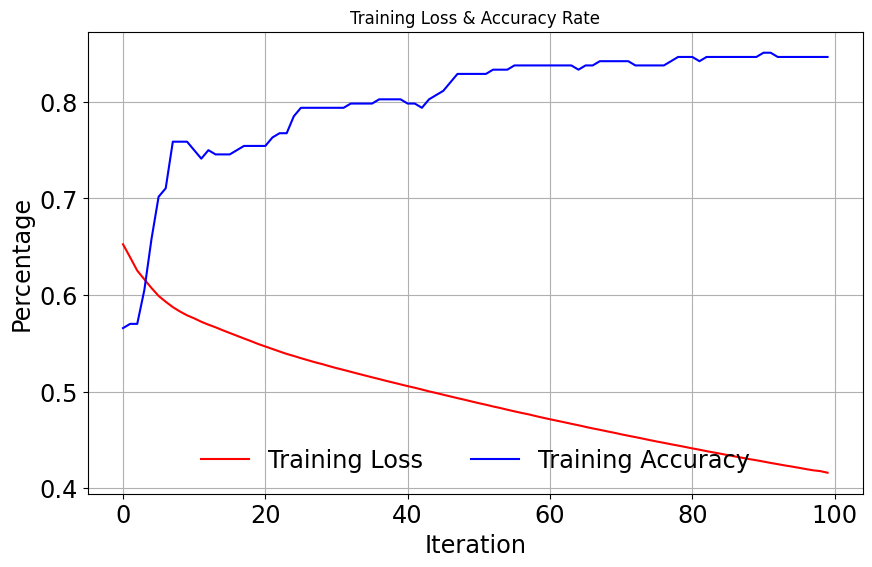 Training Loss & Accuracy Rate
0.8
0.7
0.6
0.5
0.4
Percentage
Training Loss
Training Accuracy
0 20 40 60 80 100
Iteration